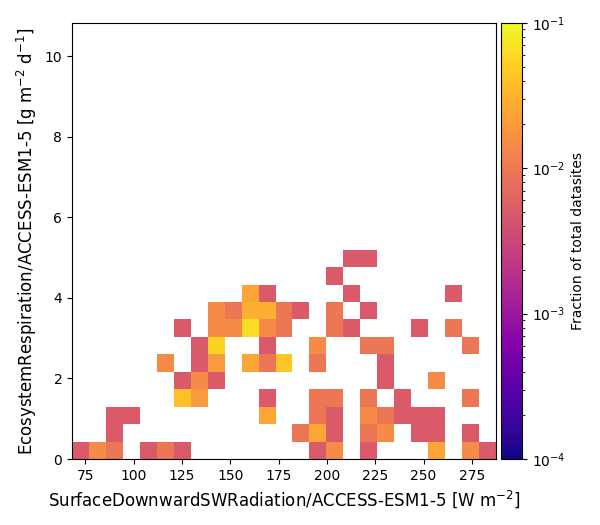 EcosystemRespiration/ACCESS-ESM1-5 [g m⁻² d⁻¹]
10
8
6
4
2
0
75 100 125 150 175 200 225 250 275
SurfaceDownwardSWRadiation/ACCESS-ESM1-5 [W m⁻²]
10⁻¹
10⁻²
10⁻³
10⁻⁴
Fraction of total datasites